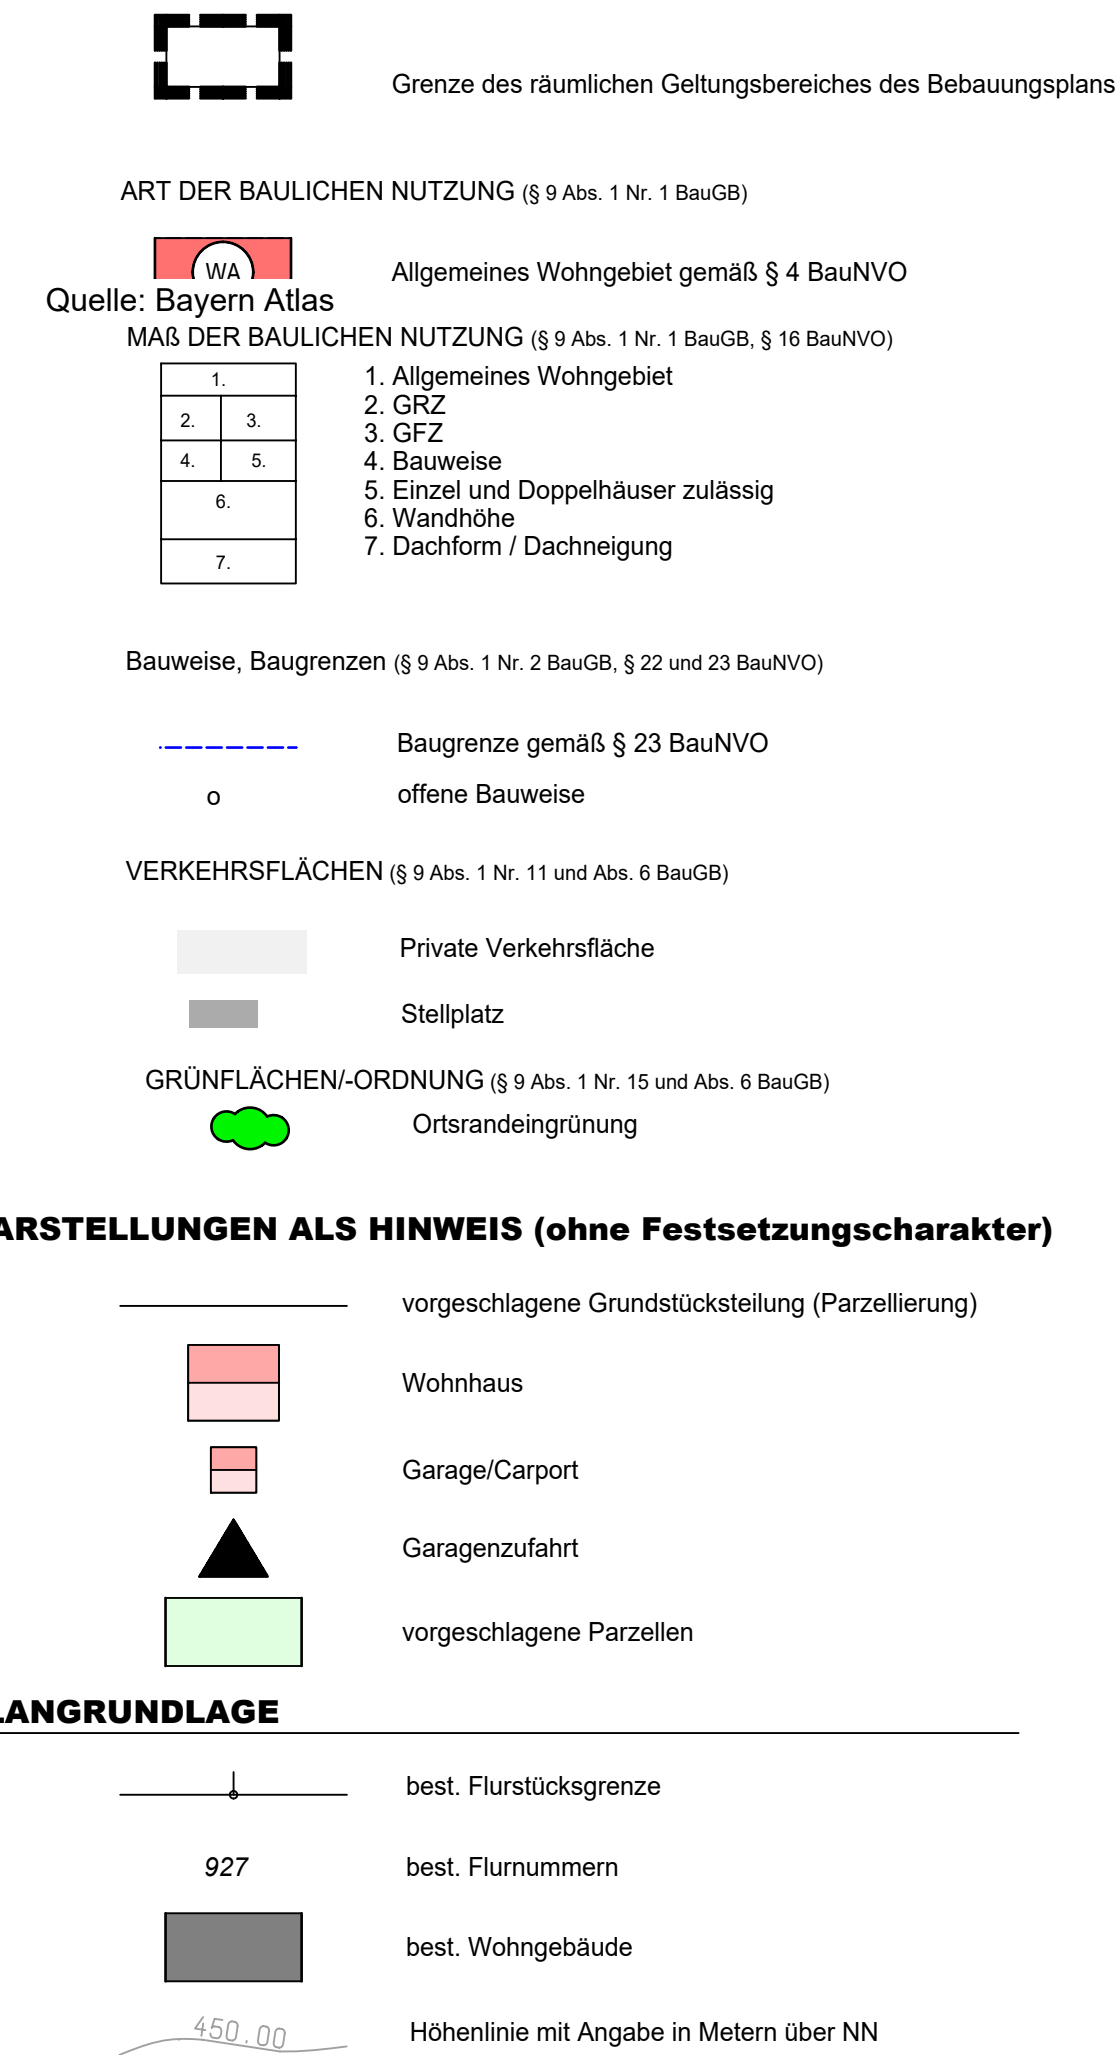 Grenze des räumlichen Geltungsbereiches des Bebauungsplans
ART DER BAULICHEN NUTZUNG (§ 9 Abs. 1 Nr. 1 BauGB)
WA Allgemeines Wohngebiet gemäß § 4 BauNVO
Quelle: Bayern Atlas
MAß DER BAULICHEN NUTZUNG (§ 9 Abs. 1 Nr. 1 BauGB, § 16 BauNVO)
1.
2. 3.
4. 5.
6.
7.
1. Allgemeines Wohngebiet
2. GRZ
3. GFZ
4. Bauweise
5. Einzel und Doppelhäuser zulässig
6. Wandhöhe
7. Dachform / Dachneigung
Bauweise, Baugrenzen (§ 9 Abs. 1 Nr. 2 BauGB, § 22 und 23 BauNVO)
Baugrenze gemäß § 23 BauNVO
o offene Bauweise
VERKEHRSFLÄCHEN (§ 9 Abs. 1 Nr. 11 und Abs. 6 BauGB)
Private Verkehrsfläche
Stellplatz
GRÜNFLÄCHEN/-ORDNUNG (§ 9 Abs. 1 Nr. 15 und Abs. 6 BauGB)
Ortsrandeingrünung
ARSTELLUNGEN ALS HINWEIS (ohne Festsetzungscharakter)
vorgeschlagene Grundstücksteilung (Parzellierung)
Wohnhaus
Garage/Carport
Garagenzufahrt
vorgeschlagene Parzellen
LANGRUNDLAGE
best. Flurstücksgrenze
927 best. Flurnummern
best. Wohngebäude
450.00 Höhenlinie mit Angabe in Metern über NN